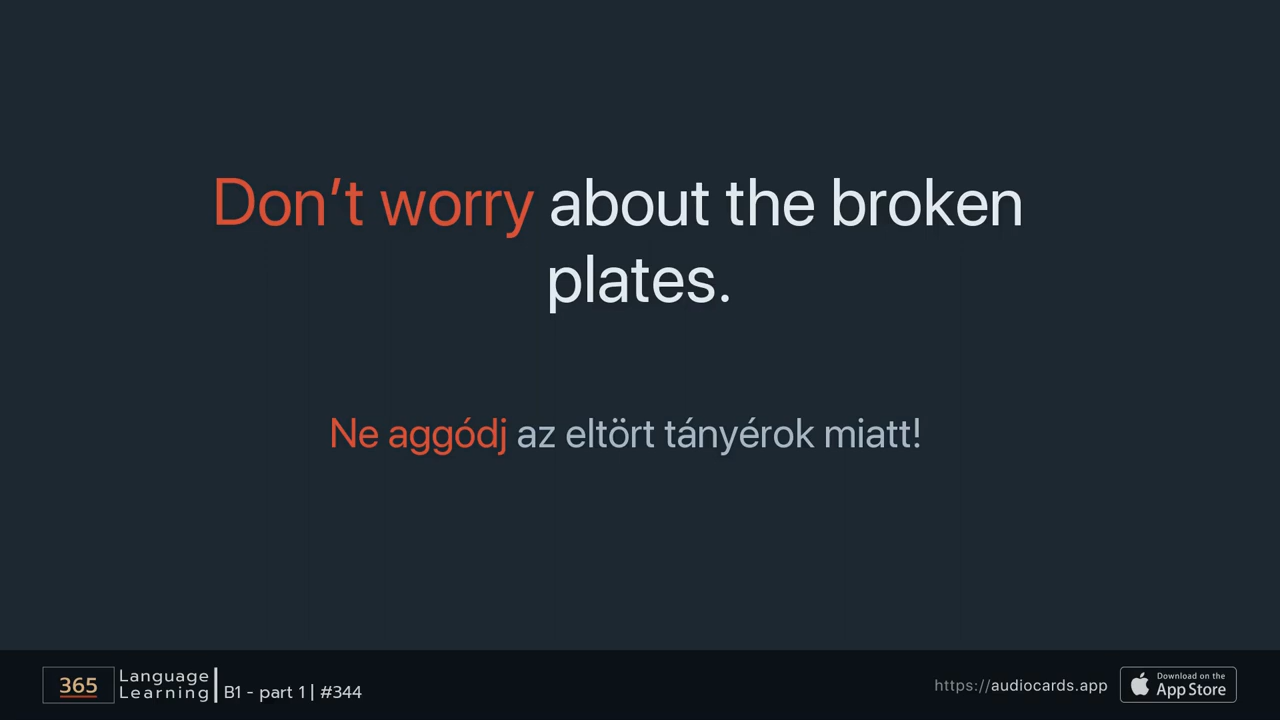 Don’t worry about the broken
plates.
Ne aggódj az eltört tányérok miatt!
365
Language
Learning
B1 - part 1 | #344
https://audiocards.app
Download on the
App Store